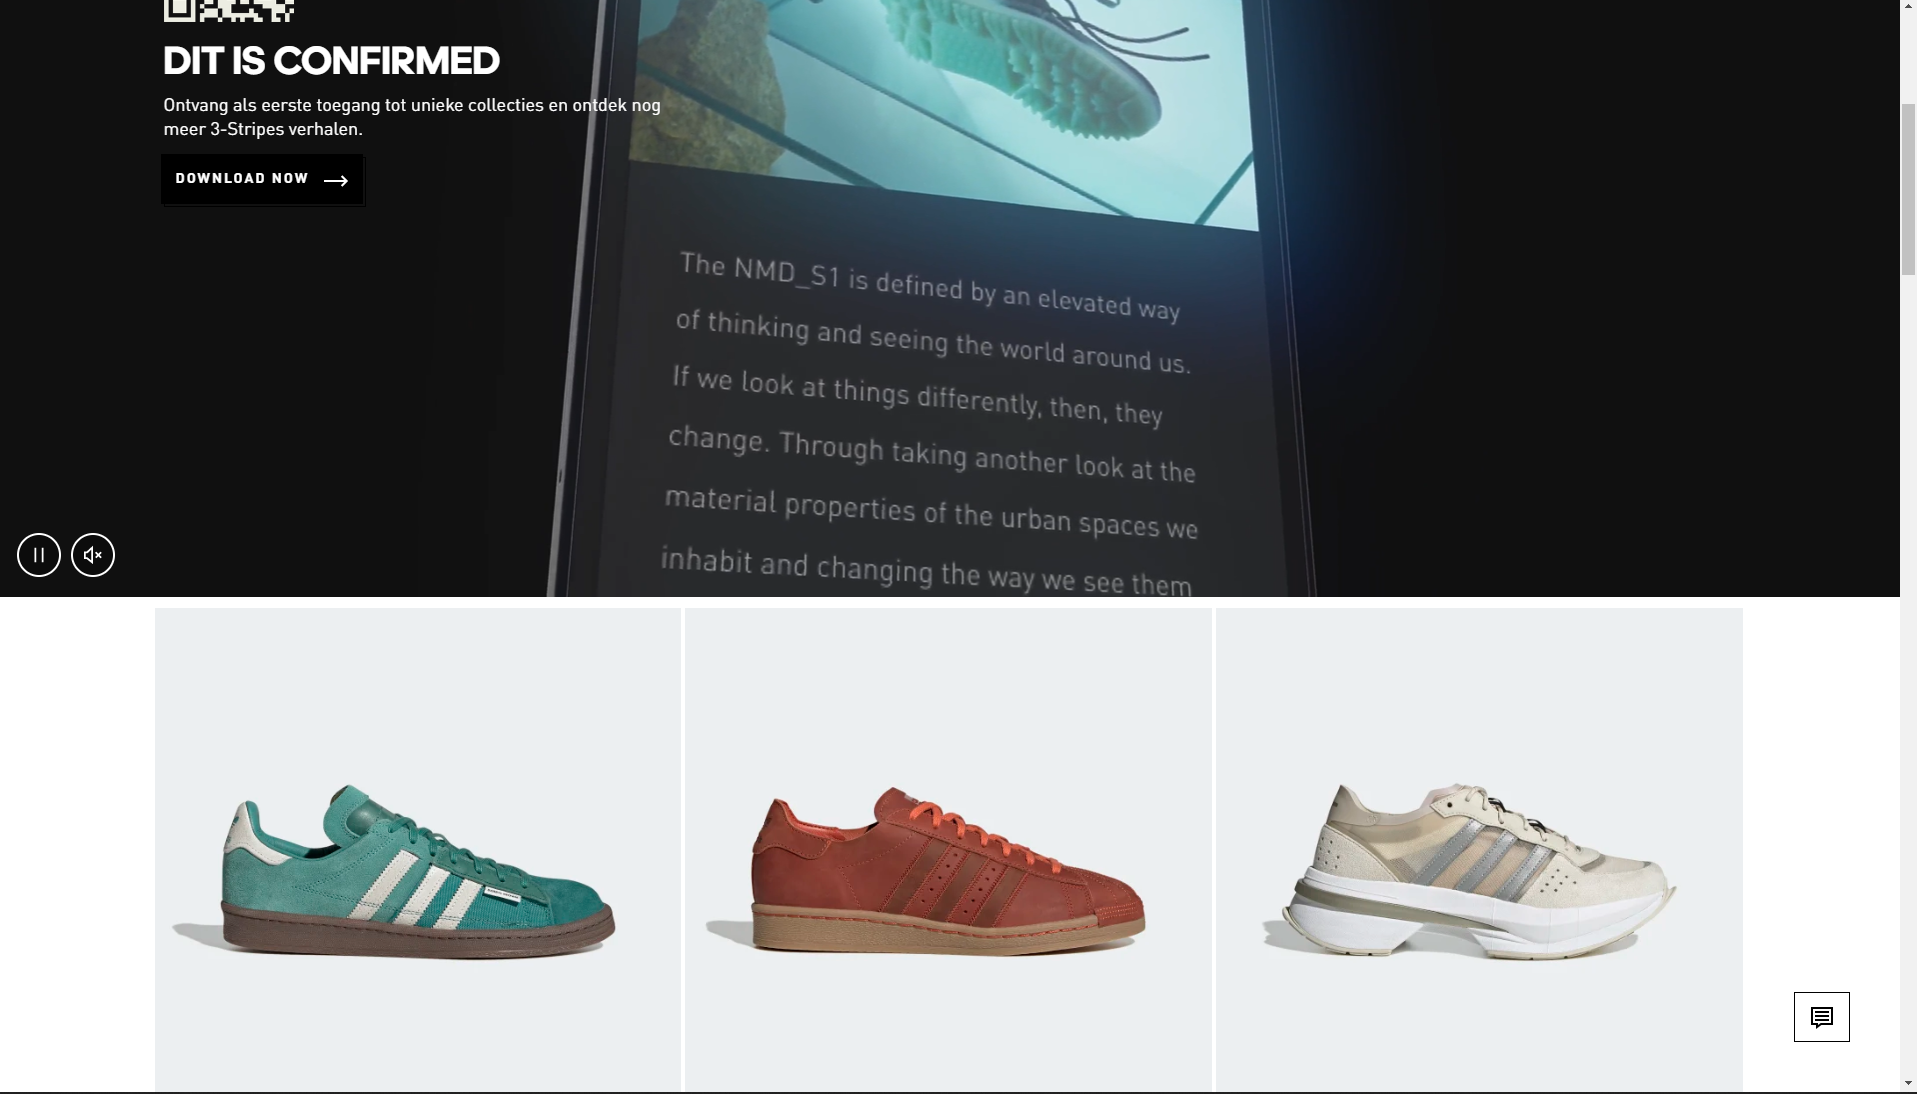 DIT IS CONFIRMED
Ontvang als eerste toegang tot unieke collecties en ontdek nog
meer 3-Stripes verhalen.
DOWNLOAD NOW
The NMD_S1 is defined by an elevated way
of thinking and seeing the world around us.
If we look at things differently, then, they
change. Through taking another look at the
material properties of the urban spaces we
inhabit and changing the way we see them